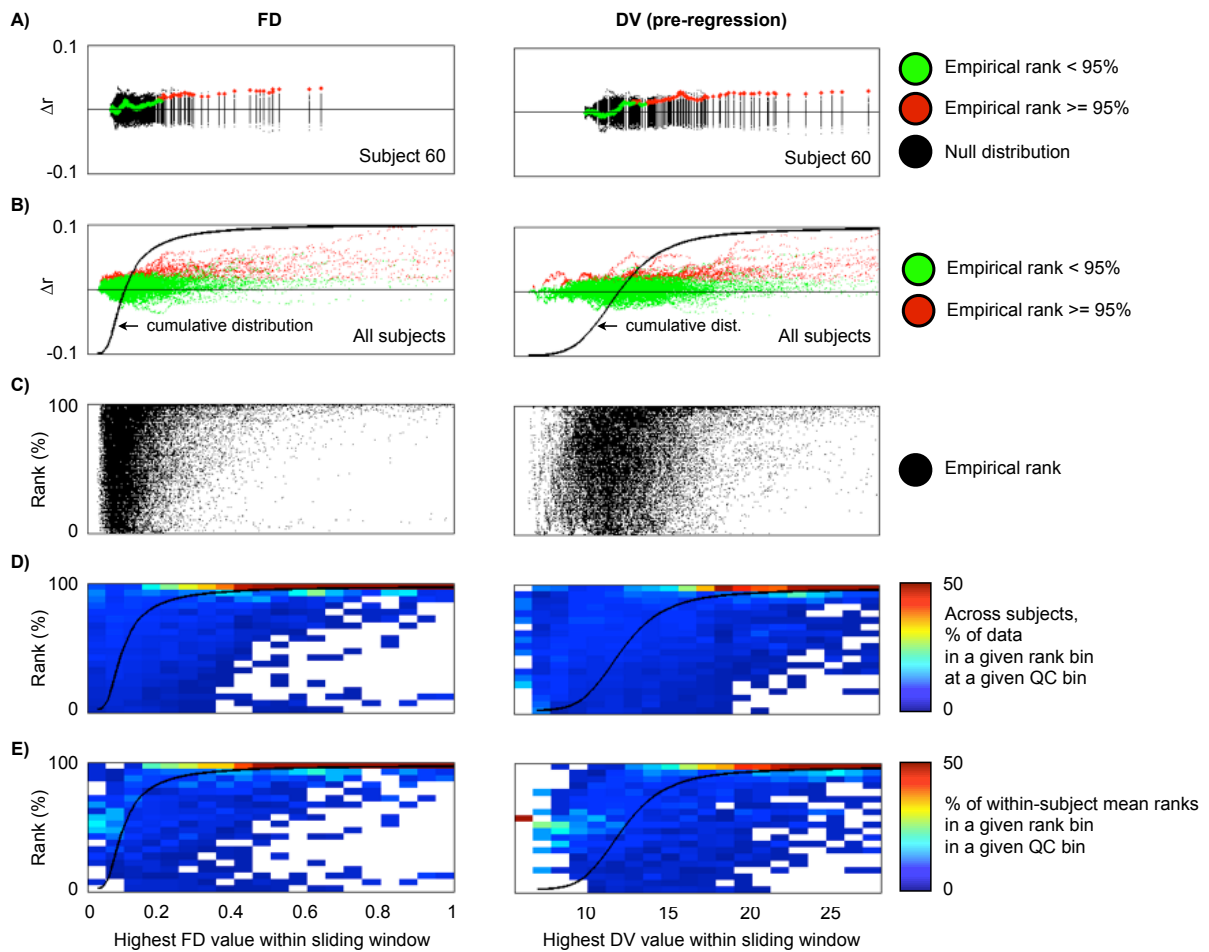 A)
FD
DV (pre-regression)
0.1
Δr
-0.1
Subject 60
Subject 60
Empirical rank < 95%
Empirical rank >= 95%
Null distribution
B)
0.1
Δr
-0.1
cumulative distribution
All subjects
cumulative dist.
All subjects
Empirical rank < 95%
Empirical rank >= 95%
C)
100
Rank (%)
0
Empirical rank
D)
100
Rank (%)
0
50
Across subjects,
% of data
in a given rank bin
at a given QC bin
0
E)
100
Rank (%)
0
50
% of within-subject mean ranks
in a given rank bin
in a given QC bin
0
0 0.2 0.4 0.6 0.8 1
10 15 20 25
Highest FD value within sliding window
Highest DV value within sliding window